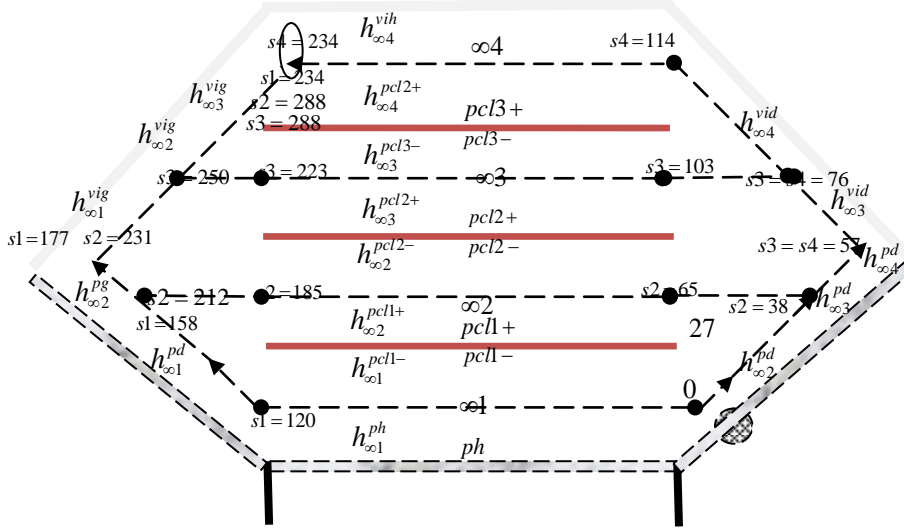 h∞4^vih
s4 = 234
∞4
s4 = 114
s1 = 234
h∞3^vig
h∞4^pcl2+
s2 = 288
pcl3+
s3 = 288
h∞4^vid
h∞2^vig
h∞3^pcl3-
pcl3-
s3 = 250
s3 = 223
∞3
s3 = 103
s3 = s4 = 76
h∞1^vig
h∞3^pcl2+
h∞3^vid
pcl2+
s1 = 177
s2 = 231
h∞2^pcl2-
pcl2-
s3 = s4 = 57
h∞4^pd
h∞2^pg
s2 = 212
2 = 185
∞2
s2 = 65
s2 = 38
h∞3^pd
s1 = 158
h∞2^pcl1+
pcl1+
27
h∞1^pd
h∞1^pcl1-
pcl1-
h∞2^pd
0
s1 = 120
∞1
h∞1^ph
ph